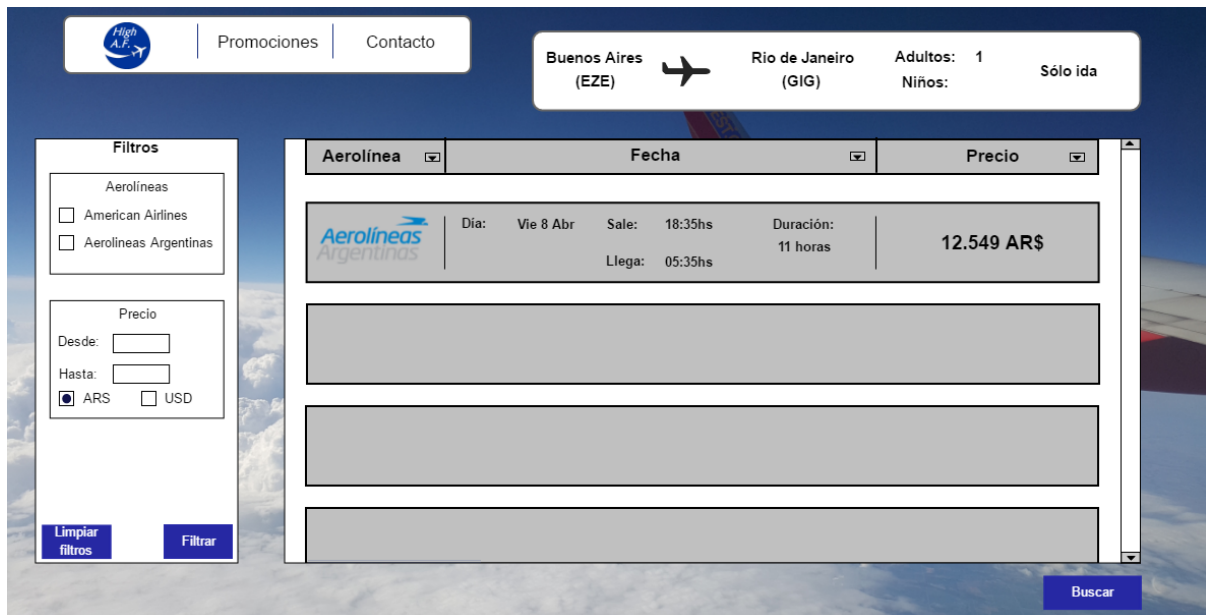 High
A.F.
Promociones
Contacto
Buenos Aires
(EZE)
Rio de Janeiro
(GIG)
Adultos: 1
Niños:
Sólo ida
Filtros
Aerolíneas
American Airlines
Aerolineas Argentinas
Precio
Desde:
Hasta:
ARS
USD
Limpiar
filtros
Filtrar
Aerolínea
Fecha
Precio
Aerolíneas
Argentinas
Día: Vie 8 Abr
Sale: 18:35hs
Llega: 05:35hs
Duración:
11 horas
12.549 AR$
Buscar